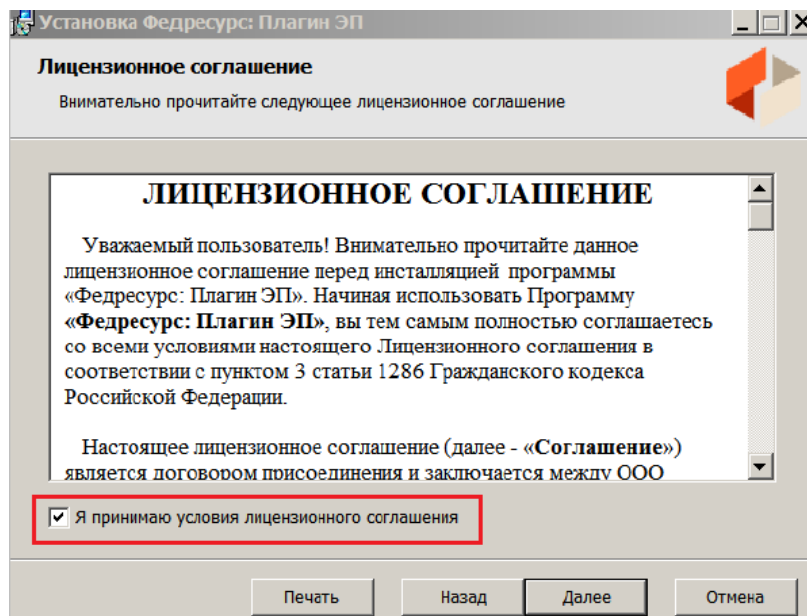 Установка Федресурс: Плагин ЭП
Лицензионное соглашение
Внимательно прочитайте следующее лицензионное соглашение
ЛИЦЕНЗИОННОЕ СОГЛАШЕНИЕ
Уважаемый пользователь! Внимательно прочитайте данное
лицензионное соглашение перед инсталляцией программы
«Федресурс: Плагин ЭП». Начиная использовать Программу
«Федресурс: Плагин ЭП», вы тем самым полностью соглашаетесь
со всеми условиями настоящего Лицензионного соглашения в
соответствии с пунктом 3 статьи 1286 Гражданского кодекса
Российской Федерации.
Настоящее лицензионное соглашение (далее - «Соглашение»)
является договором присоединения и заключается между ООО
Я принимаю условия лицензионного соглашения
Печать Назад Далее Отмена